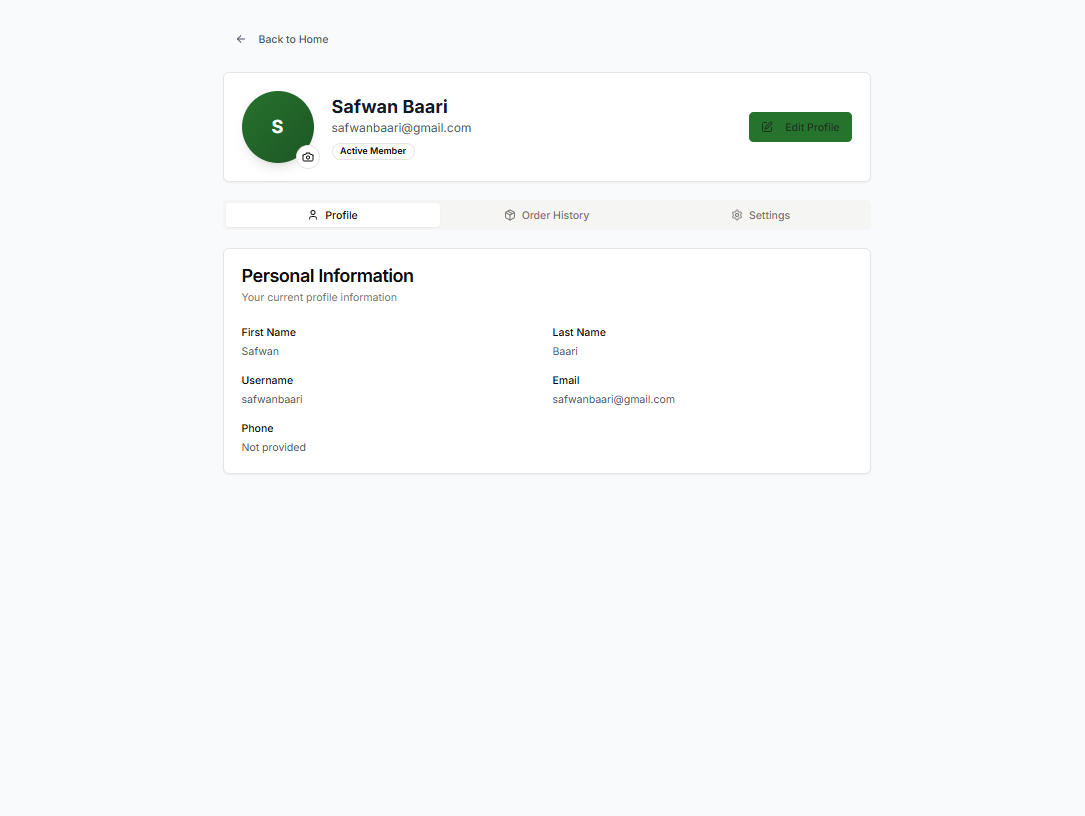 Back to Home
S
Safwan Baari
safwanbaari@gmail.com
Active Member
Edit Profile
Profile
Order History
Settings
Personal Information
Your current profile information
First Name
Safwan
Last Name
Baari
Username
safwanbaari
Email
safwanbaari@gmail.com
Phone
Not provided